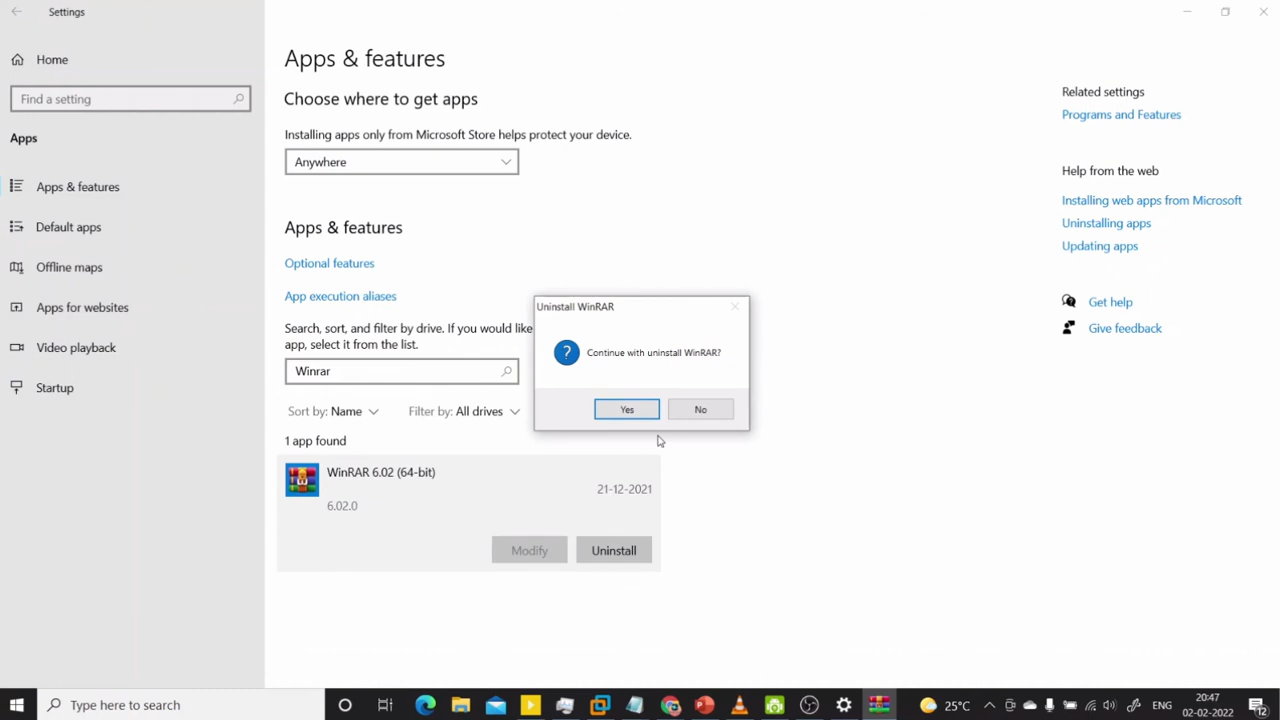 Settings
Home
Find a setting
Apps
Apps & features
Default apps
Offline maps
Apps for websites
Video playback
Startup
Apps & features
Choose where to get apps
Installing apps only from Microsoft Store helps protect your device.
Anywhere
Apps & features
Optional features
App execution aliases
Search, sort, and filter by drive. If you would like
app, select it from the list.
Winrar
Sort by: Name
Filter by: All drives
1 app found
WinRAR 6.02 (64-bit)
21-12-2021
6.02.0
Modify
Uninstall
Uninstall WinRAR
Continue with uninstall WinRAR?
Yes
No
Related settings
Programs and Features
Help from the web
Installing web apps from Microsoft
Uninstalling apps
Updating apps
Get help
Give feedback
Type here to search
25°C
ENG
20:47
02-02-2022
12